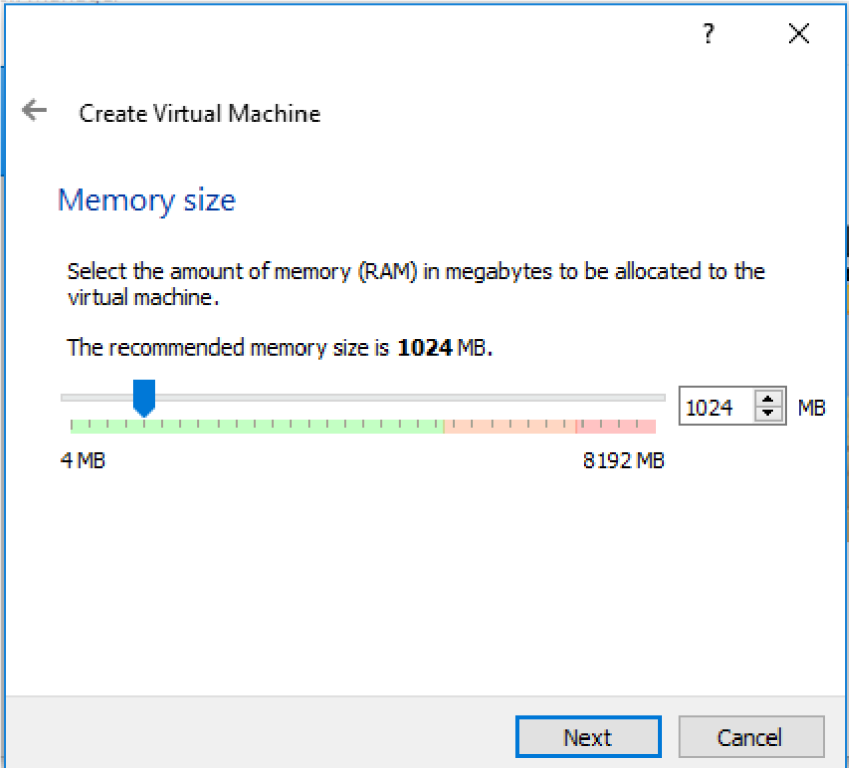 ?
Create Virtual Machine
Memory size
Select the amount of memory (RAM) in megabytes to be allocated to the
virtual machine.
The recommended memory size is 1024 MB.
1024 MB
4 MB 8192 MB
Next Cancel